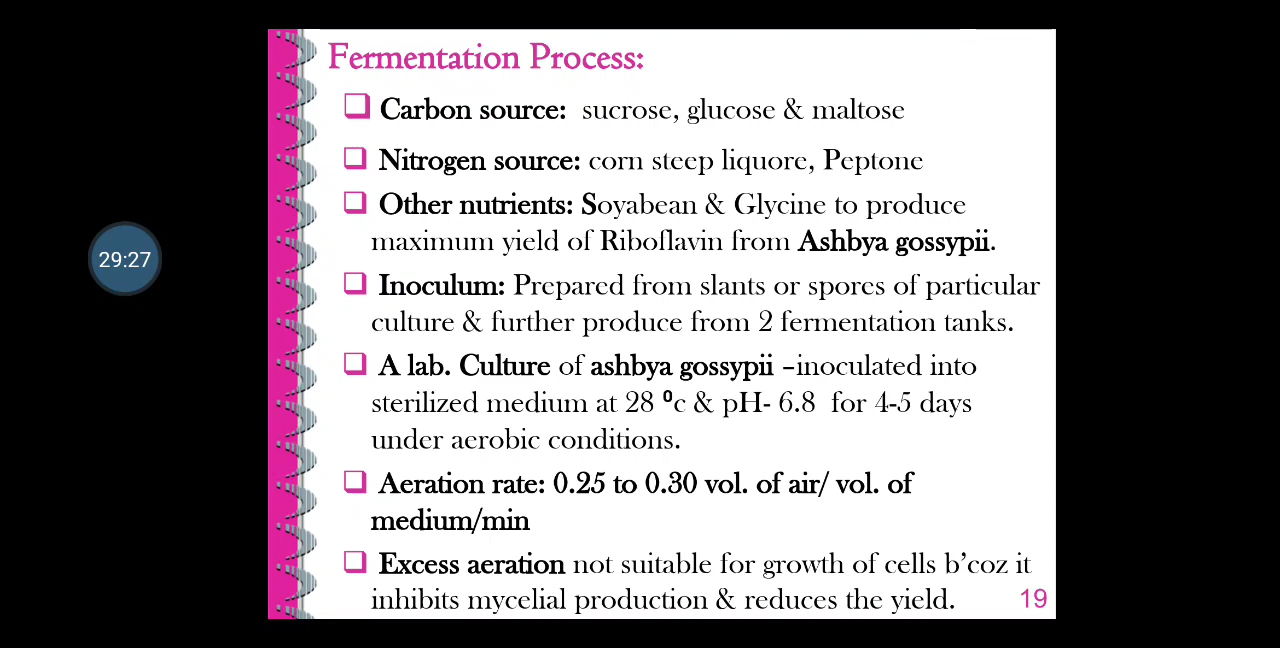 Fermentation Process:
Carbon source: sucrose, glucose & maltose
Nitrogen source: corn steep liquore, Peptone
Other nutrients: Soyabean & Glycine to produce
maximum yield of Riboflavin from Ashbya gossypii.
Inoculum: Prepared from slants or spores of particular
culture & further produce from 2 fermentation tanks.
29:27
A lab. Culture of ashbya gossypii –inoculated into
sterilized medium at 28 ⁰c & pH- 6.8 for 4-5 days
under aerobic conditions.
Aeration rate: 0.25 to 0.30 vol. of air/ vol. of
medium/min
Excess aeration not suitable for growth of cells b’coz it
inhibits mycelial production & reduces the yield.
19